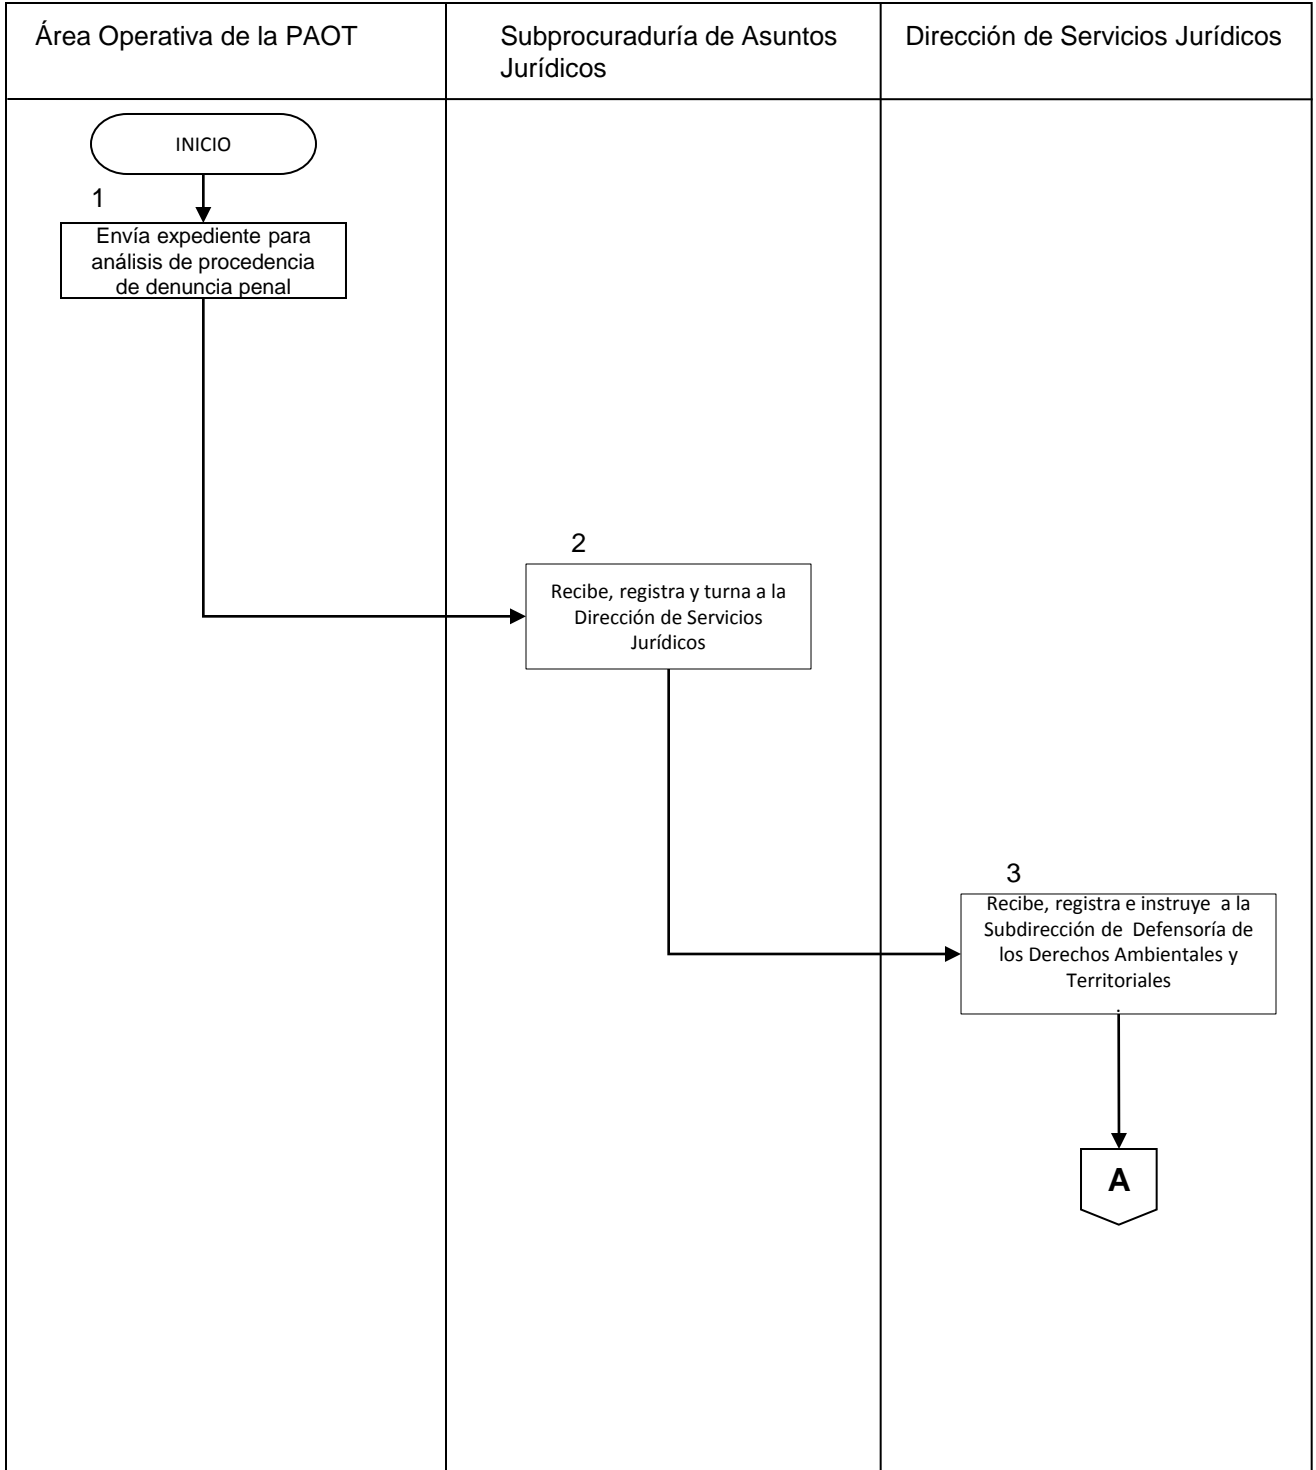 Área Operativa de la PAOT
Subprocuraduría de Asuntos
Jurídicos
Dirección de Servicios Jurídicos
INICIO
1
Envía expediente para
análisis de procedencia
de denuncia penal
2
Recibe, registra y turna a la
Dirección de Servicios
Jurídicos
3
Recibe, registra e instruye a la
Subdirección de Defensoría de
los Derechos Ambientales y
Territoriales
.
A